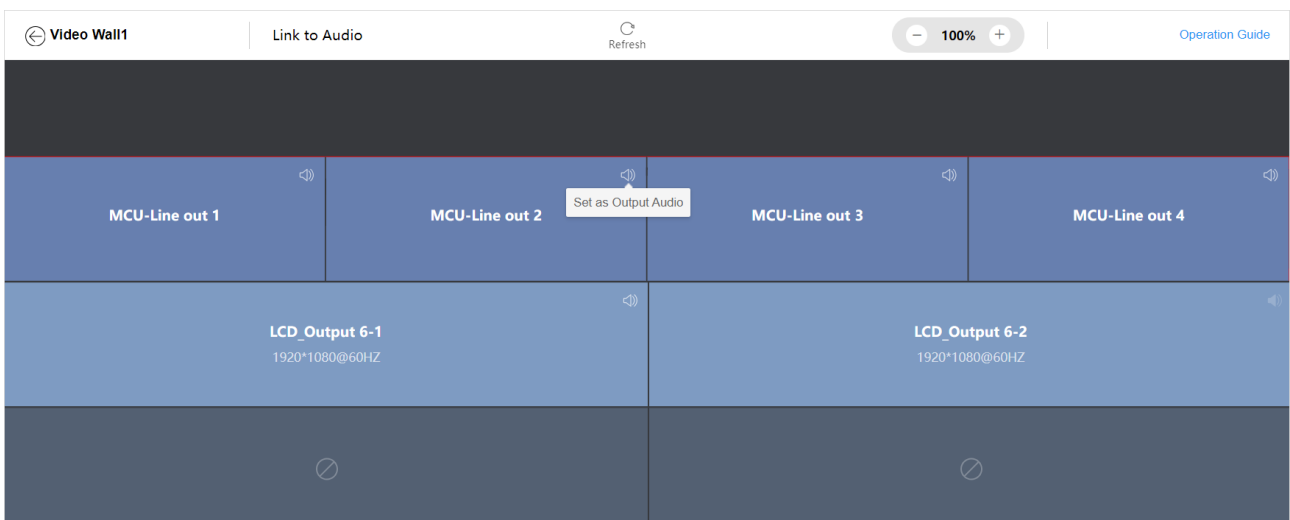 Video Wall1
Link to Audio
Refresh
− 100% +
Operation Guide
MCU-Line out 1
MCU-Line out 2
Set as Output Audio
MCU-Line out 3
MCU-Line out 4
LCD_Output 6-1
1920*1080@60HZ
LCD_Output 6-2
1920*1080@60HZ